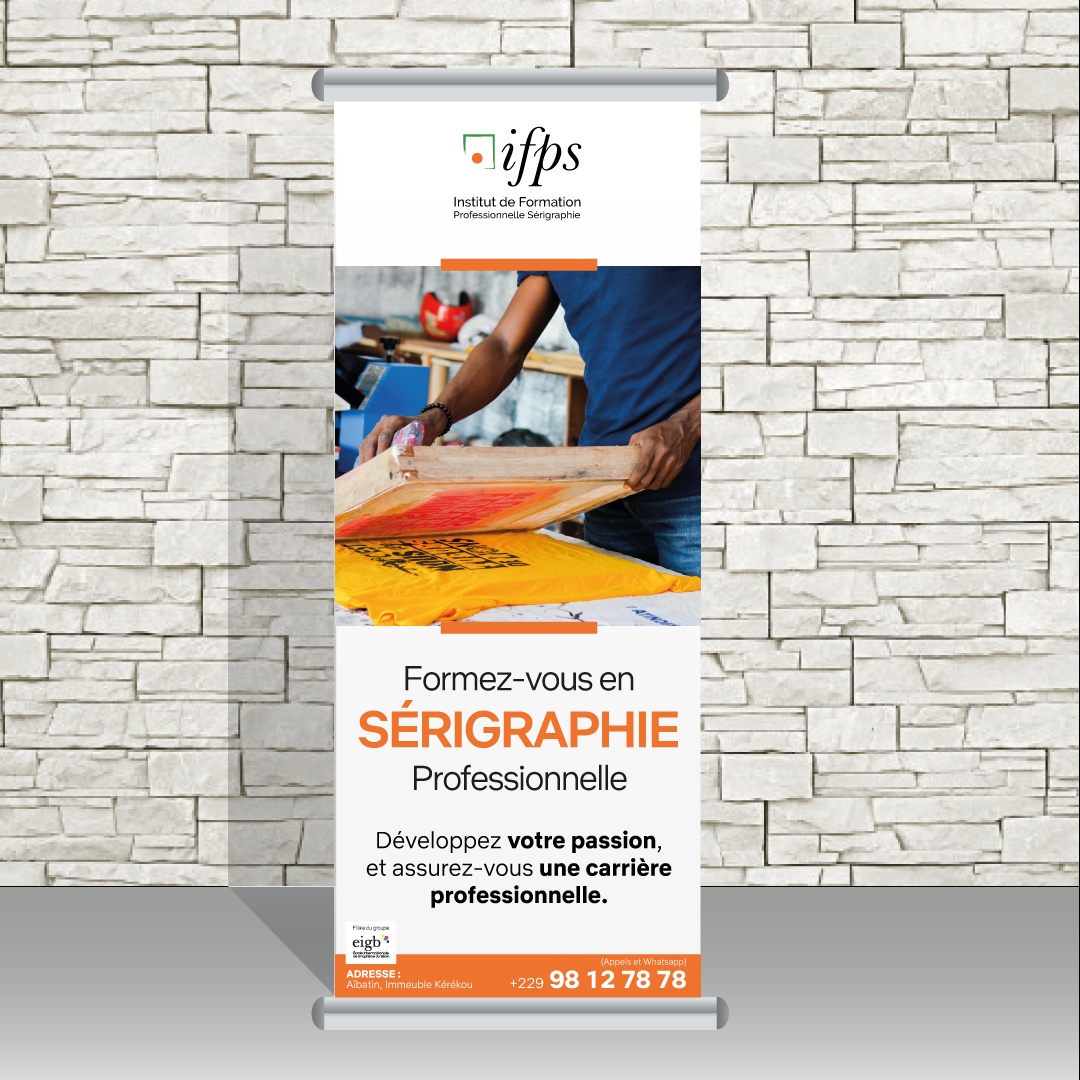 ifps
Institut de Formation
Professionnelle Sérigraphie
Formez-vous en
SÉRIGRAPHIE
Professionnelle
Développez votre passion,
et assurez-vous une carrière
professionnelle.
Filiale du groupe
eigb
(Appels et Whatsapp)
ADRESSE :
Aïbatin, Immeuble Kérékou
+229 98 12 78 78